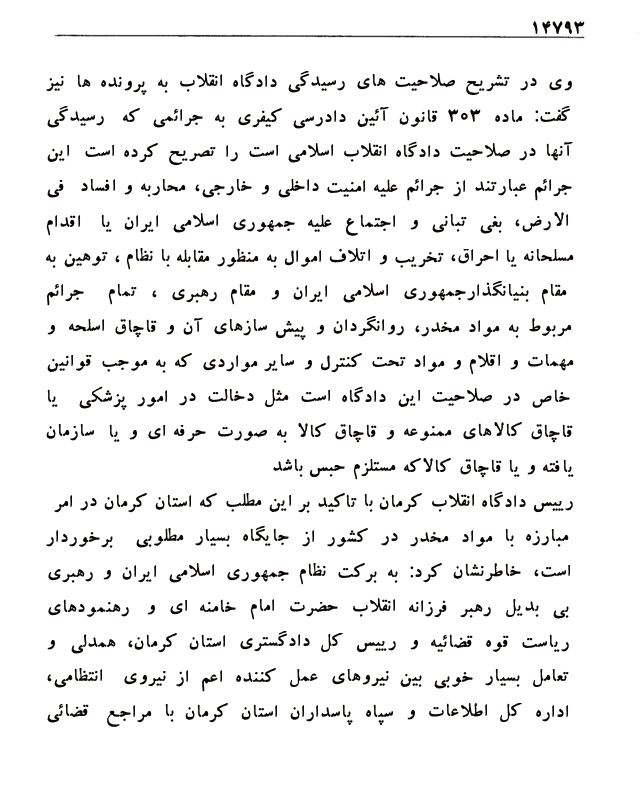 ۱۴۷۹۳
وی در تشریح صلاحیت های رسیدگی دادگاه انقلاب به پرونده ها نیز
گفت: ماده ۳۰۳ قانون آئین دادرسی کیفری به جرائمی که رسیدگی
آنها در صلاحیت دادگاه انقلاب اسلامی است را تصریح کرده است این
جرائم عبارتند از جرائم علیه امنیت داخلی و خارجی، محاربه و افساد فی
الارض، بغی تبانی و اجتماع علیه جمهوری اسلامی ایران یا اقدام
مسلحانه یا احراق، تخریب و اتلاف اموال به منظور مقابله با نظام ، توهین به
مقام بنیانگذارجمهوری اسلامی ایران و مقام رهبری ، تمام جرائم
مربوط به مواد مخدر، روانگردان و پیش سازهای آن و قاچاق اسلحه و
مهمات و اقلام و مواد تحت کنترل و سایر مواردی که به موجب قوانین
خاص در صلاحیت این دادگاه است مثل دخالت در امور پزشکی یا
قاچاق کالاهای ممنوعه و قاچاق کالا به صورت حرفه ای و یا سازمان
یافته و یا قاچاق کالاکه مستلزم حبس باشد
رییس دادگاه انقلاب کرمان با تاکید بر این مطلب که استان کرمان در امر
مبارزه با مواد مخدر در کشور از جایگاه بسیار مطلوبی برخوردار
است، خاطرنشان کرد: به برکت نظام جمهوری اسلامی ایران و رهبری
بی بدیل رهبر فرزانه انقلاب حضرت امام خامنه ای و رهنمودهای
ریاست قوه قضائیه و رییس کل دادگستری استان کرمان، همدلی و
تعامل بسیار خوبی بین نیروهای عمل کننده اعم از نیروی انتظامی،
اداره کل اطلاعات و سپاه پاسداران استان کرمان با مراجع قضائی